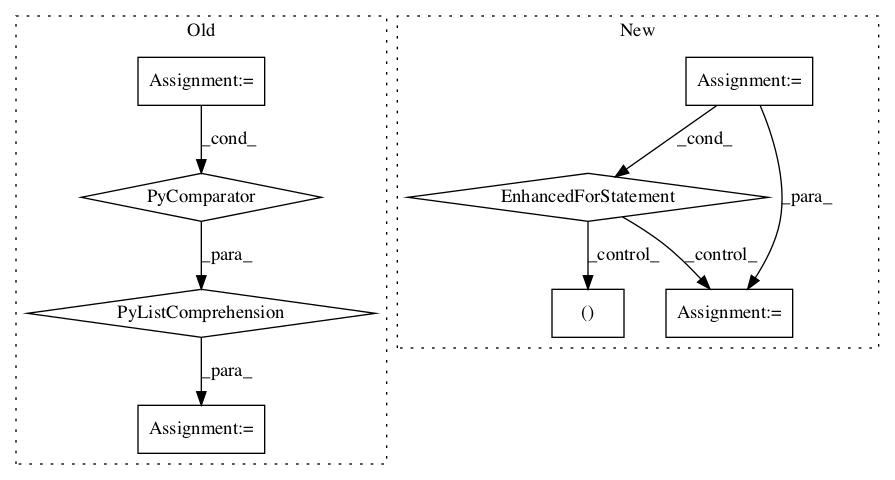 Old
New
Assignment:=
Assignment:=
_cond_
_cond_
PyComparator
EnhancedForStatement
_para_
_para_
_control_
_control_
PyListComprehension
()
Assignment:=
_para_
Assignment:=